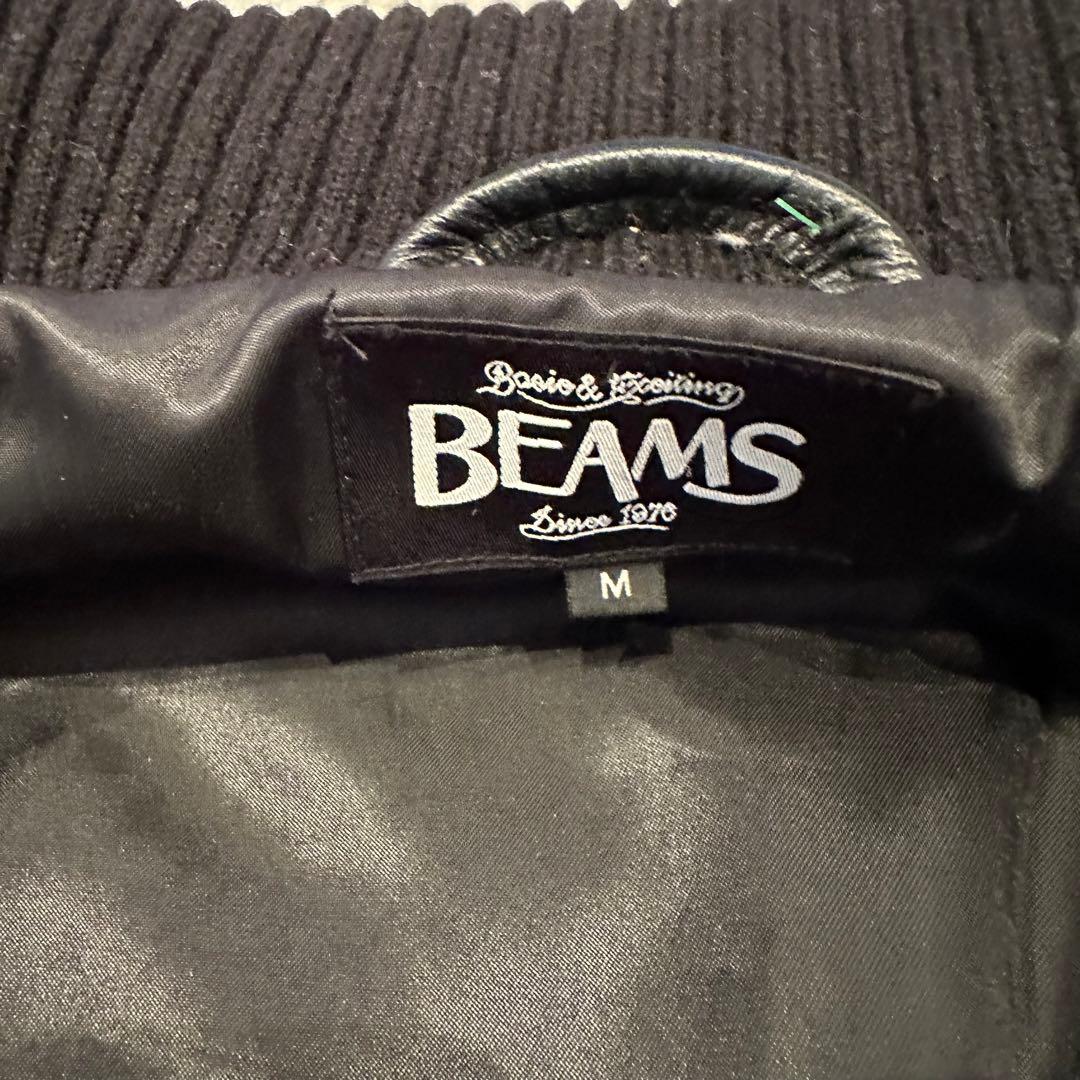 Basic & Exciting
BEAMS
Since 1976
M